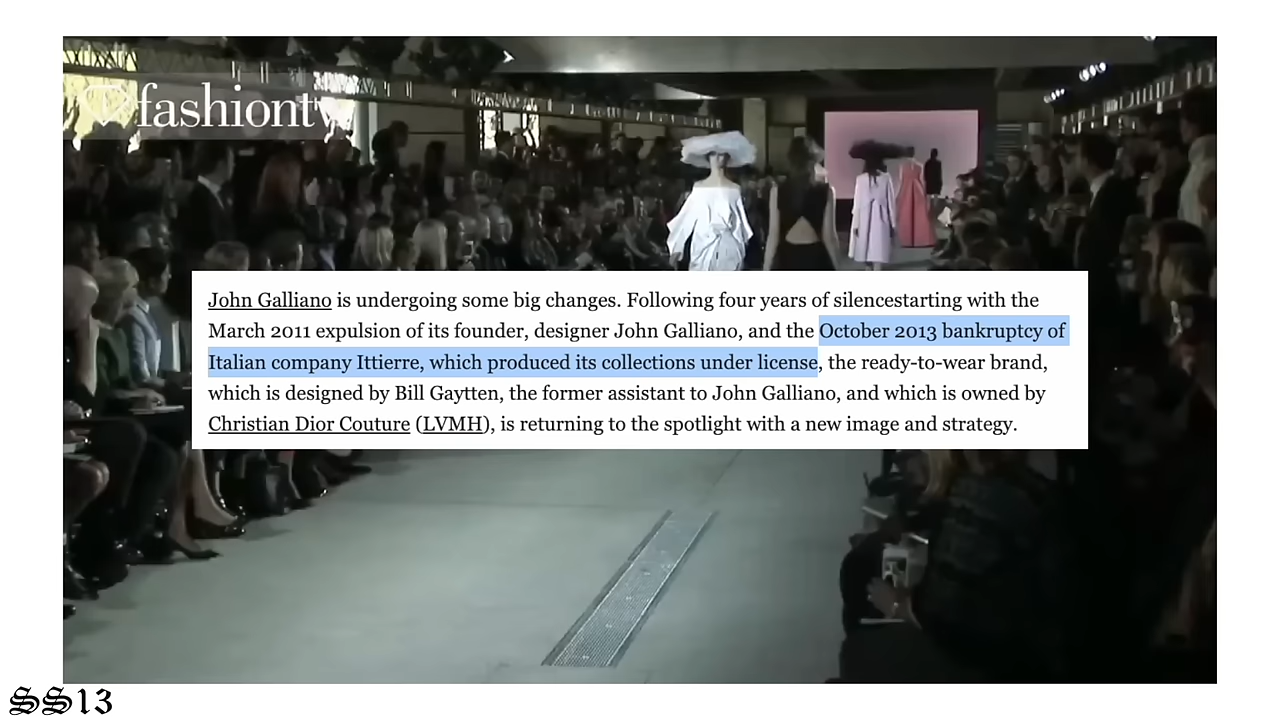 fashiontv
John Galliano is undergoing some big changes. Following four years of silencestarting with the
March 2011 expulsion of its founder, designer John Galliano, and the October 2013 bankruptcy of
Italian company Ittierre, which produced its collections under license, the ready-to-wear brand,
which is designed by Bill Gaytten, the former assistant to John Galliano, and which is owned by
Christian Dior Couture (LVMH), is returning to the spotlight with a new image and strategy.
SS13